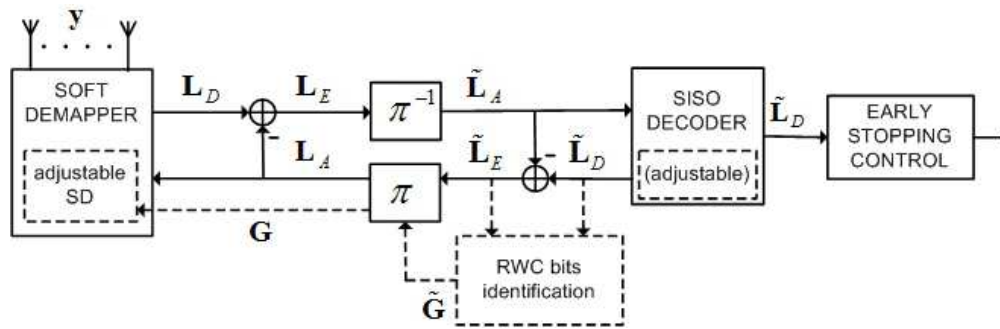 y
. . . .
SOFT
DEMAPPER
adjustable
SD
L_D
L_E
π⁻¹
L̃_A
SISO
DECODER
(adjustable)
L̃_D
EARLY
STOPPING
CONTROL
-
L_A
π
L̃_E
-
L̃_D
G
G̃
RWC bits
identification